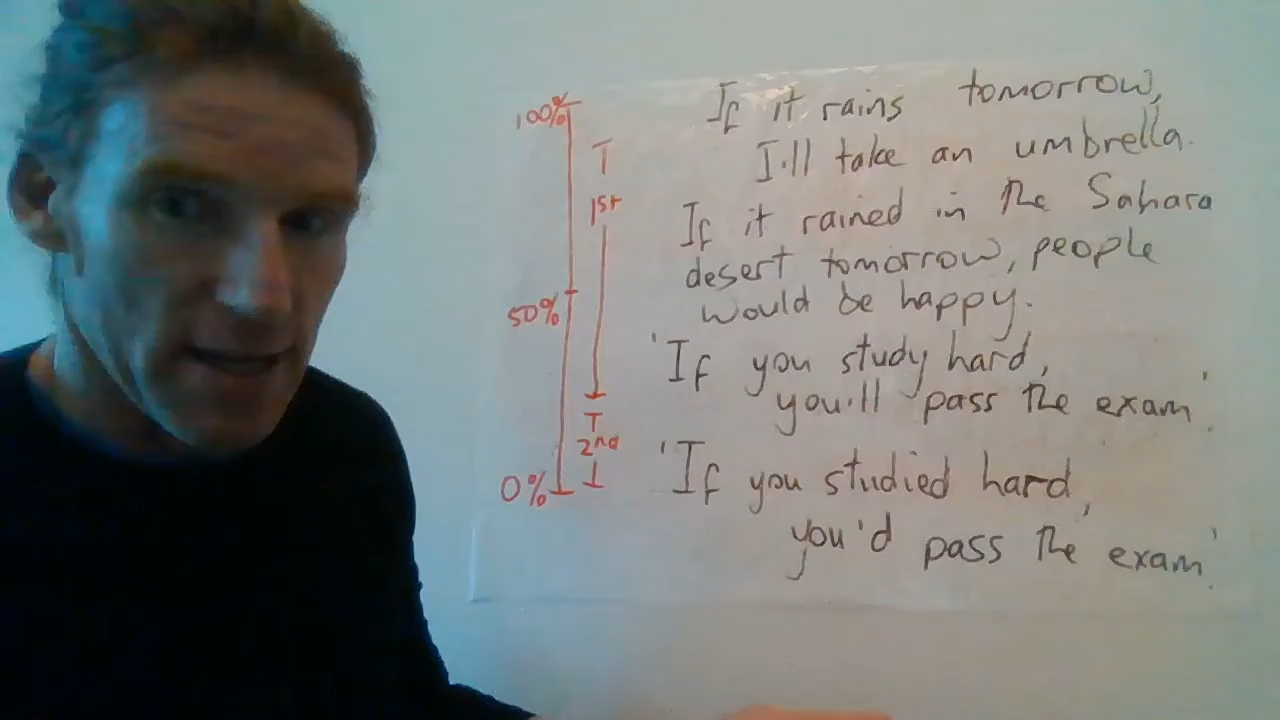 100%
T
1st
50%
T
2nd
0%
If it rains tomorrow,
I'll take an umbrella.
If it rained in the Sahara
desert tomorrow, people
would be happy.
'If you study hard,
you'll pass the exam'.
'If you studied hard,
you'd pass the exam'.